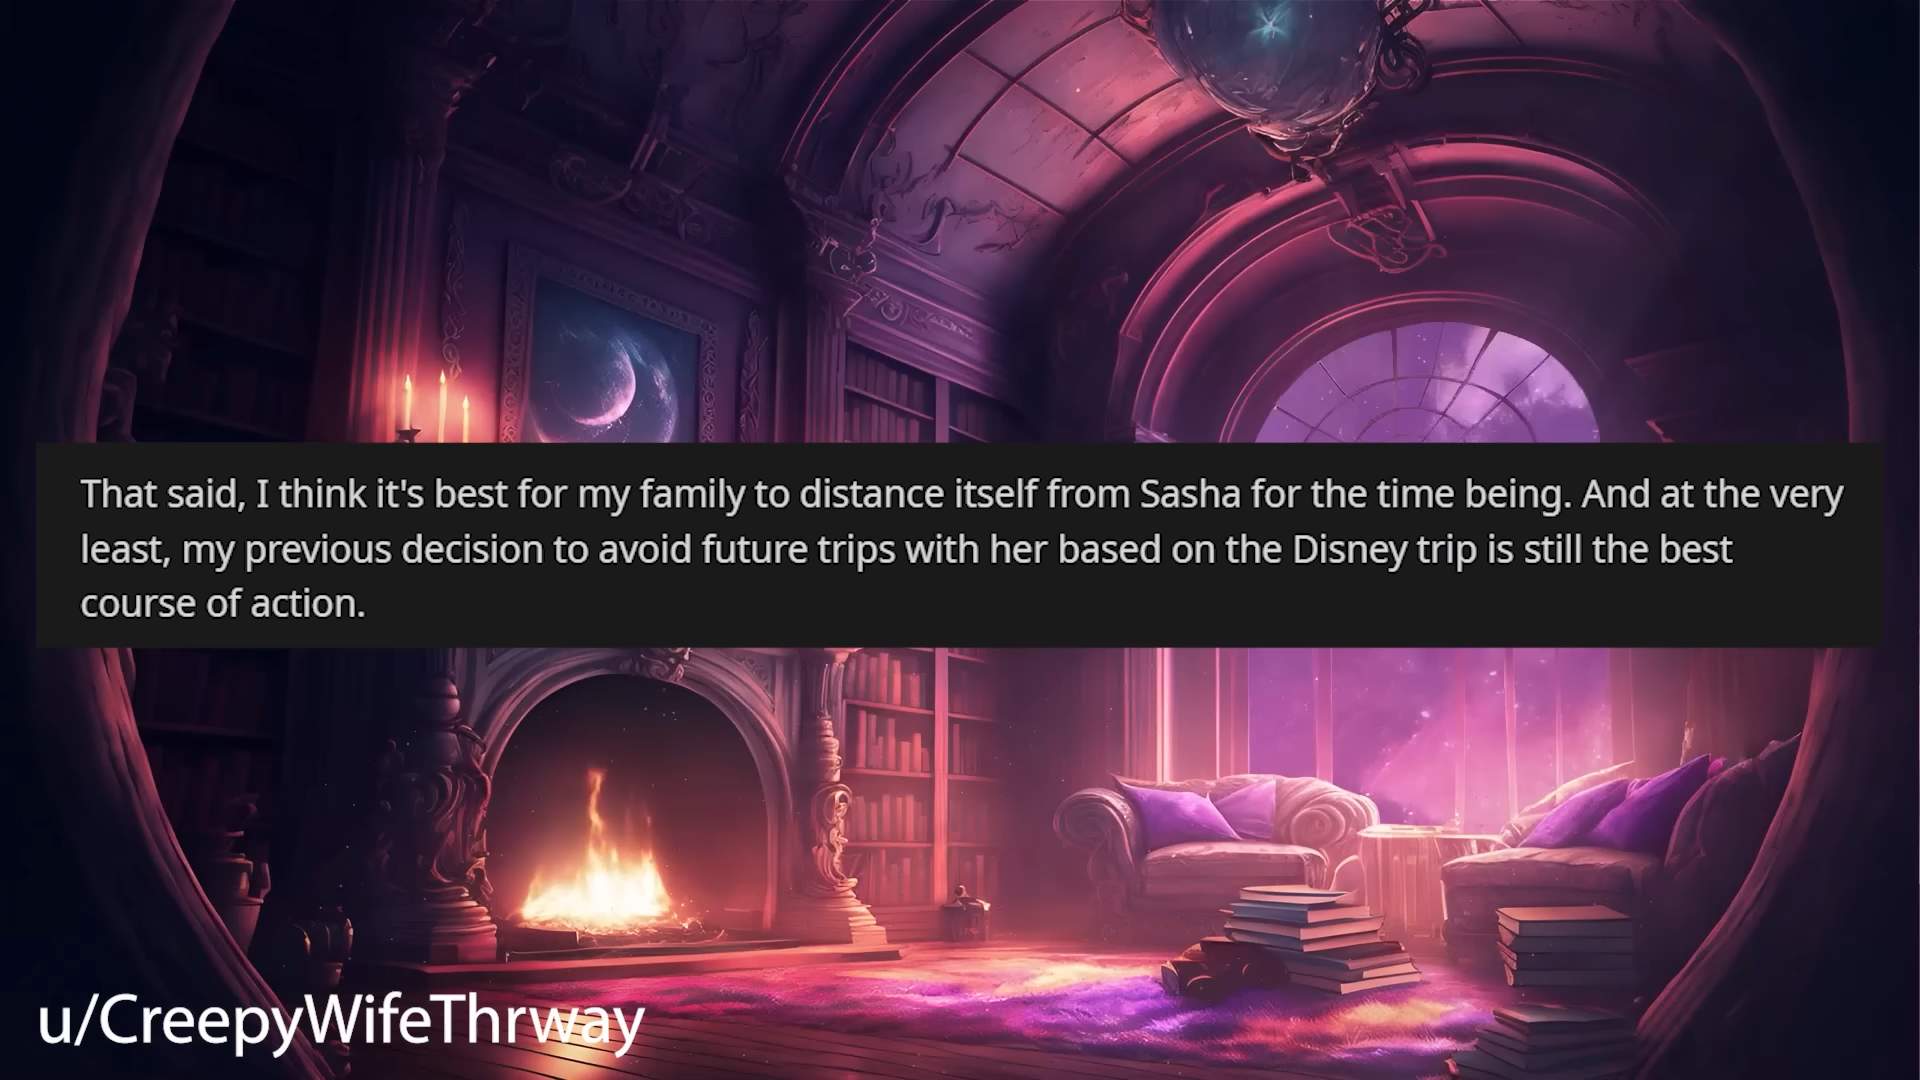 That said, I think it's best for my family to distance itself from Sasha for the time being. And at the very
least, my previous decision to avoid future trips with her based on the Disney trip is still the best
course of action.
u/CreepyWifeThrway